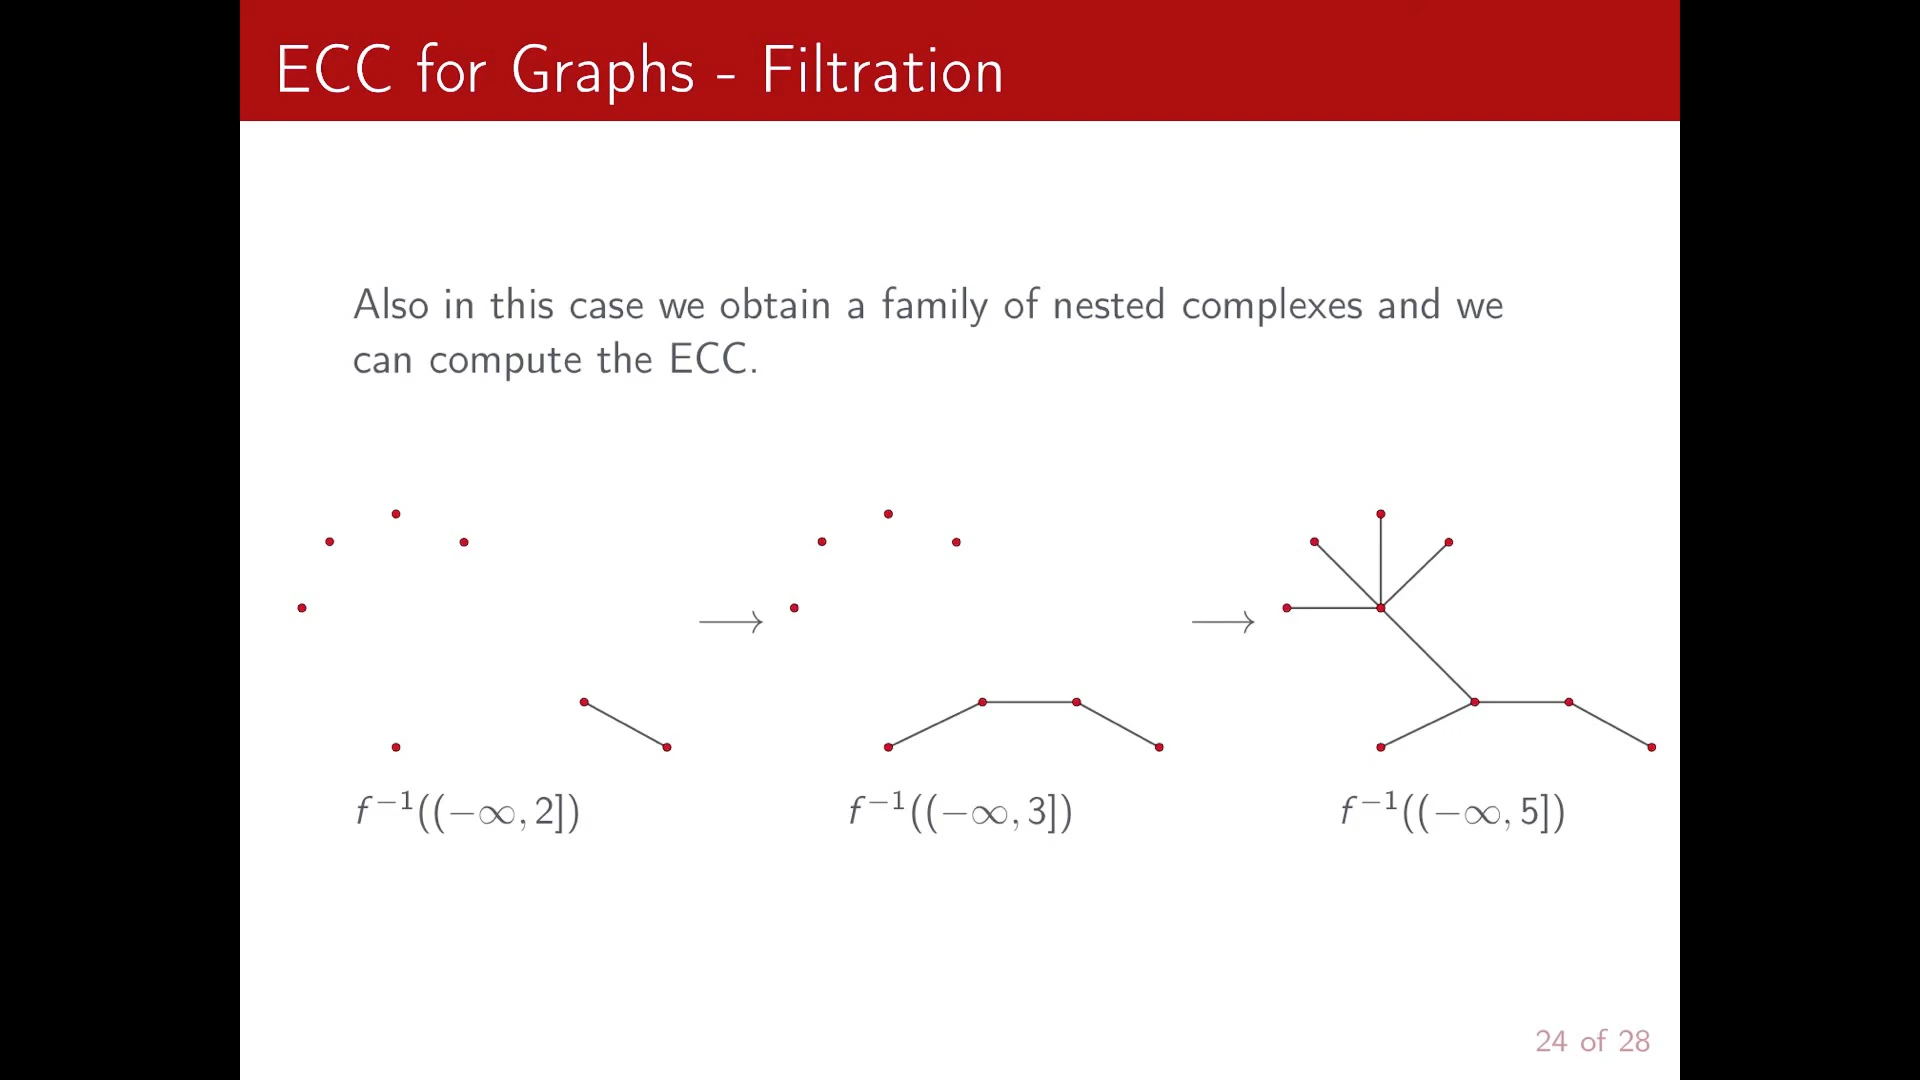 ECC for Graphs - Filtration
Also in this case we obtain a family of nested complexes and we
can compute the ECC.
f⁻¹((−∞, 2])
f⁻¹((−∞, 3])
f⁻¹((−∞, 5])
24 of 28